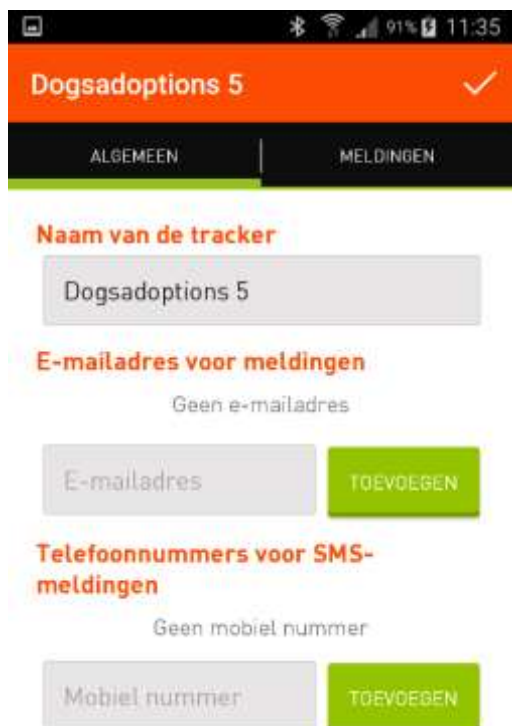 91% 11:35
Dogsadoptions 5
ALGEMEEN MELDINGEN
Naam van de tracker
Dogsadoptions 5
E-mailadres voor meldingen
Geen e-mailadres
E-mailadres TOEVOEGEN
Telefoonnummers voor SMS-
meldingen
Geen mobiel nummer
Mobiel nummer TOEVOEGEN